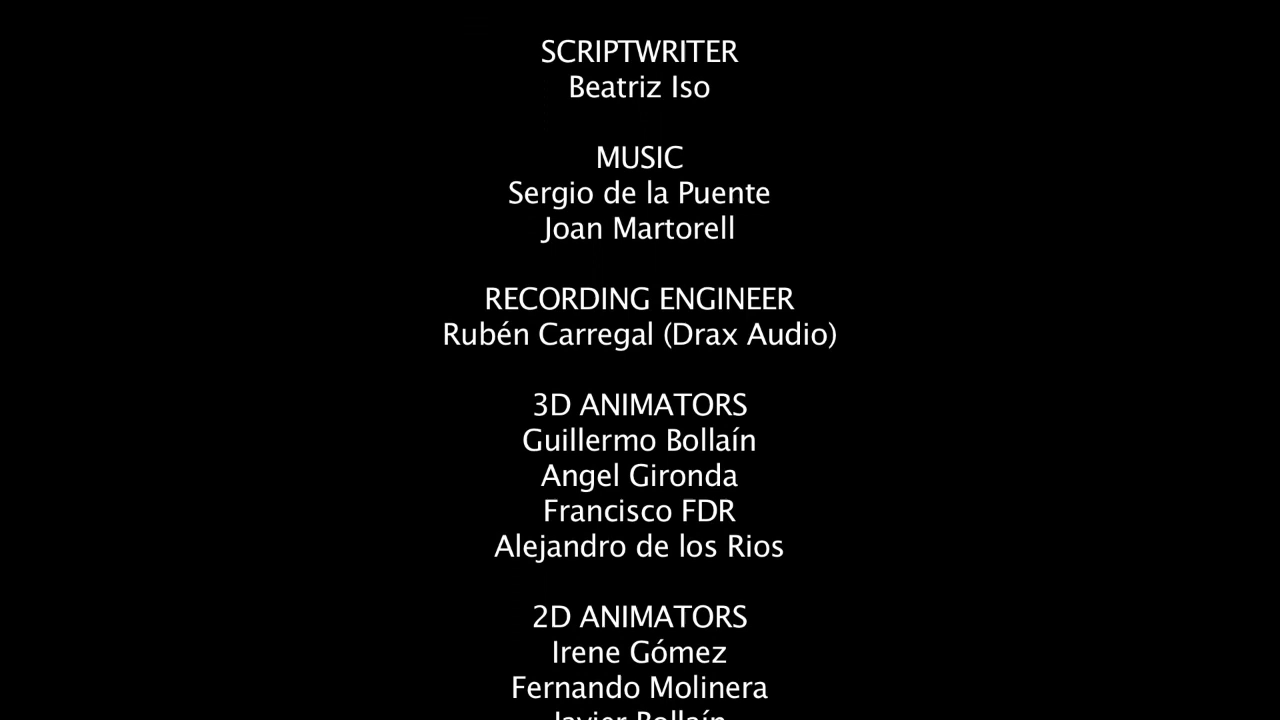 SCRIPTWRITER
Beatriz Iso
MUSIC
Sergio de la Puente
Joan Martorell
RECORDING ENGINEER
Rubén Carregal (Drax Audio)
3D ANIMATORS
Guillermo Bollaín
Angel Gironda
Francisco FDR
Alejandro de los Rios
2D ANIMATORS
Irene Gómez
Fernando Molinera
Javier Bollaín